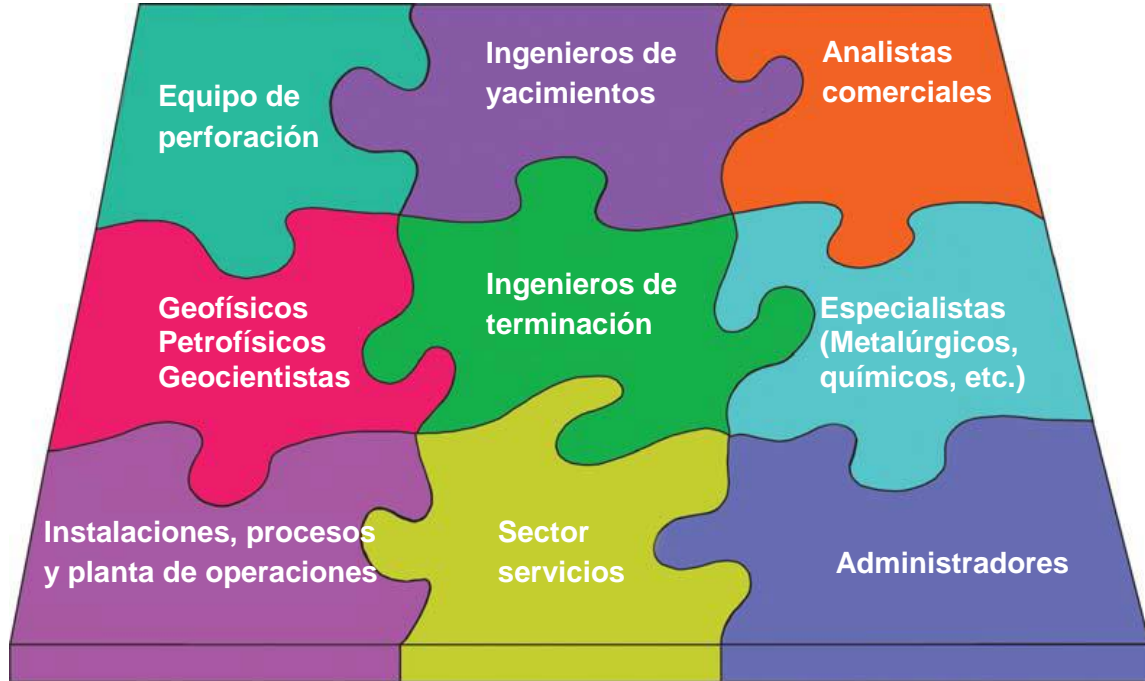 Equipo de
perforación
Ingenieros de
yacimientos
Analistas
comerciales
Geofísicos
Petrofísicos
Geocientistas
Ingenieros de
terminación
Especialistas
(Metalúrgicos,
químicos, etc.)
Instalaciones, procesos
y planta de operaciones
Sector
servicios
Administradores